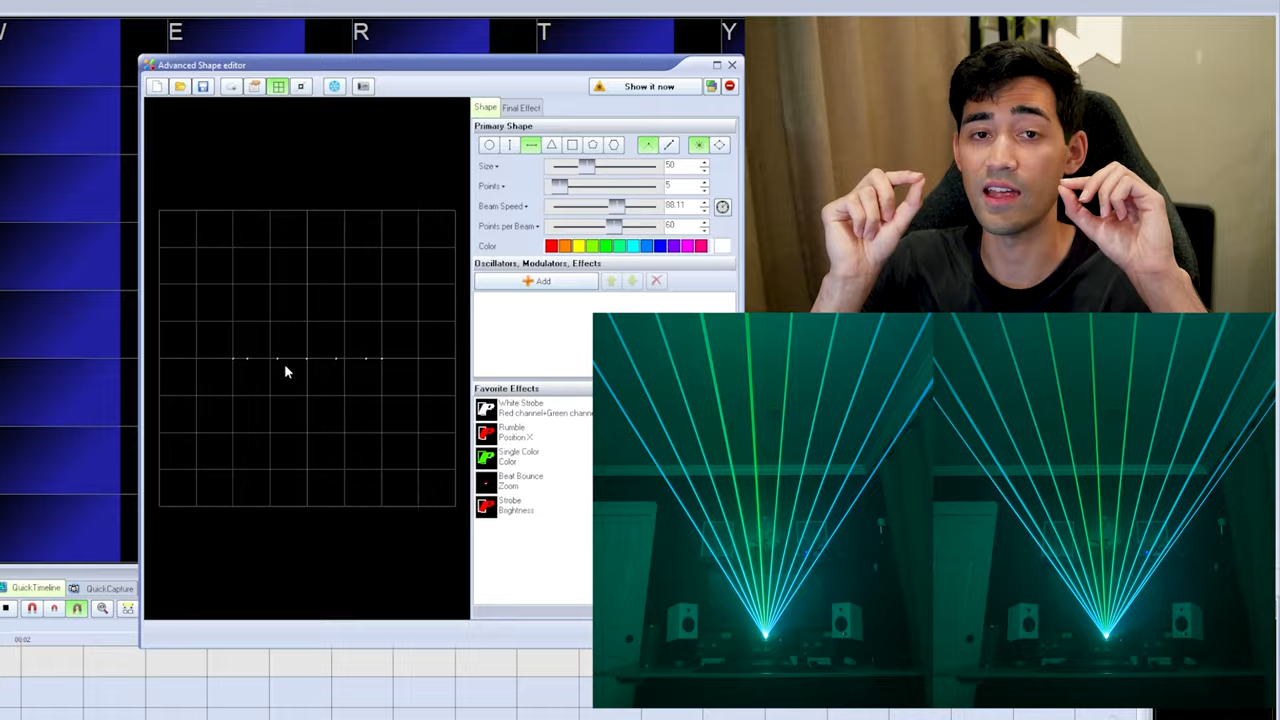 E
R
T
Y
Advanced Shape editor
Show it now
Shape
Final Effect
Primary Shape
Size
50
Points
5
Beam Speed
88.11
Points per Beam
60
Color
Oscillators, Modulators, Effects
Add
Favorite Effects
White Strobe
Red channel+Green chann
Rumble
Position X
Single Color
Color
Beat Bounce
Zoom
Strobe
Brightness
QuickTimeline
QuickCapture